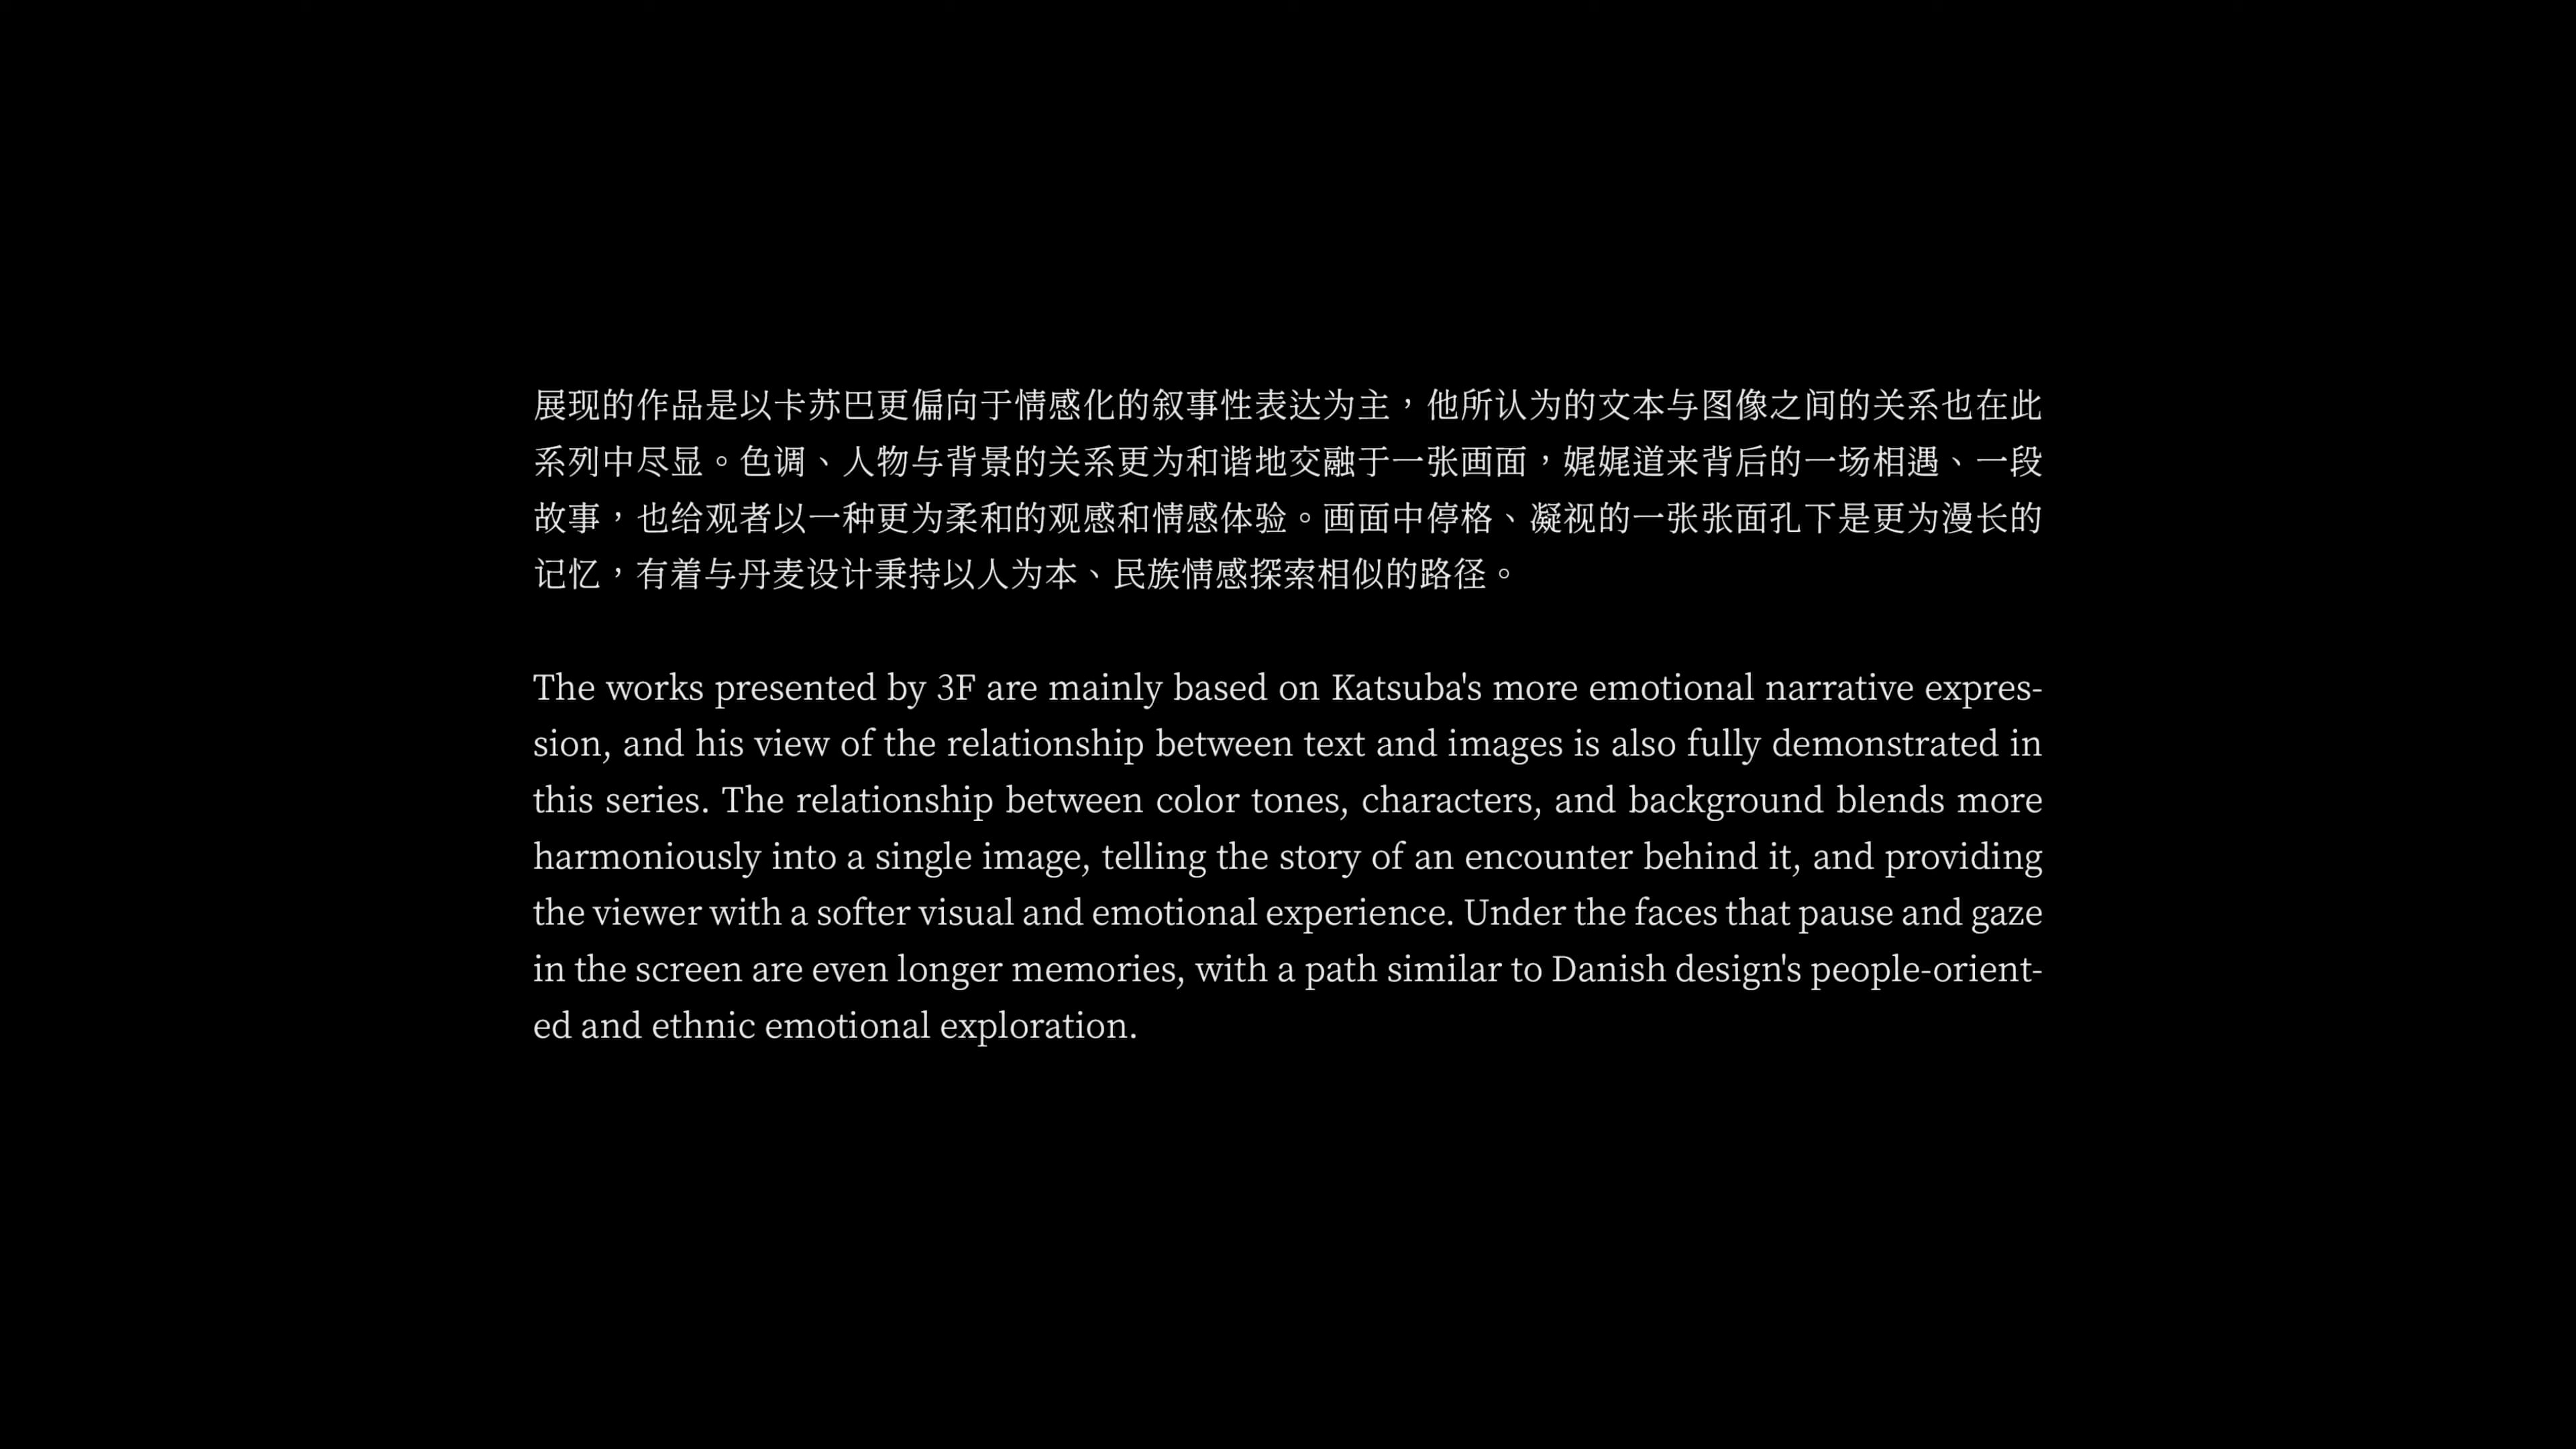 展现的作品是以卡苏巴更偏向于情感化的叙事性表达为主，他所认为的文本与图像之间的关系也在此
系列中尽显。色调、人物与背景的关系更为和谐地交融于一张画面，娓娓道来背后的一场相遇、一段
故事，也给观者以一种更为柔和的观感和情感体验。画面中停格、凝视的一张张面孔下是更为漫长的
记忆，有着与丹麦设计秉持以人为本、民族情感探索相似的路径。
The works presented by 3F are mainly based on Katsuba's more emotional narrative expres-
sion, and his view of the relationship between text and images is also fully demonstrated in
this series. The relationship between color tones, characters, and background blends more
harmoniously into a single image, telling the story of an encounter behind it, and providing
the viewer with a softer visual and emotional experience. Under the faces that pause and gaze
in the screen are even longer memories, with a path similar to Danish design's people-orient-
ed and ethnic emotional exploration.